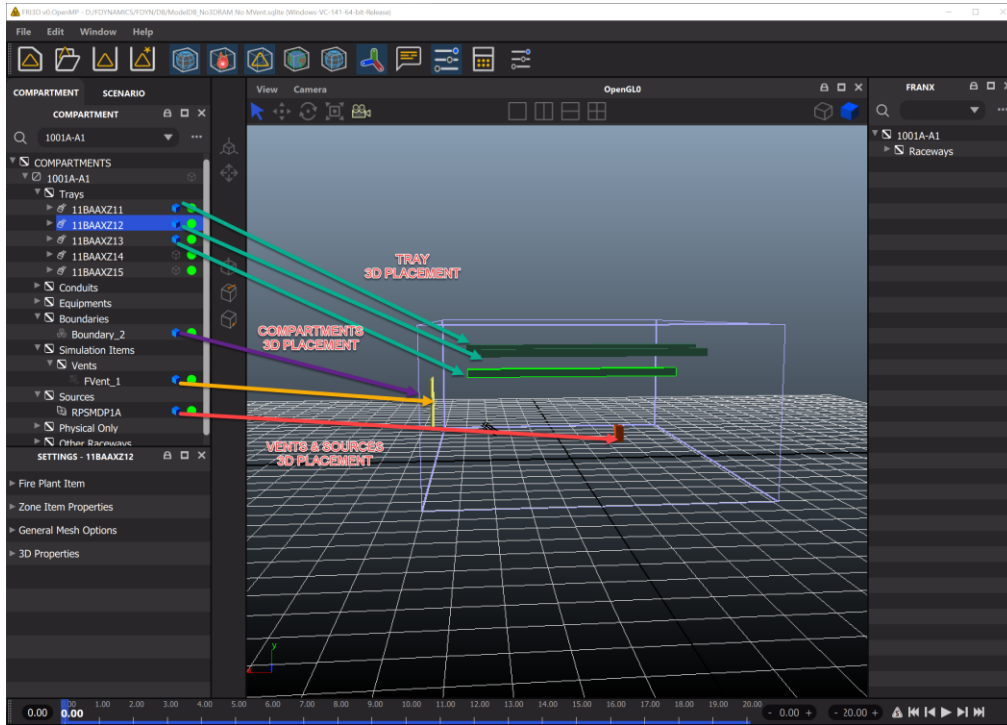 FRI3D v0.OpenMP - D:/FDYNAMICS/FDYN/DB/ModelDB_No3DRAM.No MVent.sqlite (Windows-VC-141-64-bit-Release)
File Edit Window Help
COMPARTMENT SCENARIO
COMPARTMENT
1001A-A1
COMPARTMENTS
1001A-A1
Trays
11BAAXZ11
11BAAXZ12
11BAAXZ13
11BAAXZ14
11BAAXZ15
Conduits
Equipments
Boundaries
Boundary_2
Simulation Items
Vents
FVent_1
Sources
RPSMDP1A
Physical Only
Other Raceways
SETTINGS - 11BAAXZ12
Fire Plant Item
Zone Item Properties
General Mesh Options
3D Properties
View Camera OpenGL0
TRAY
3D PLACEMENT
COMPARTMENTS
3D PLACEMENT
VENTS & SOURCES
3D PLACEMENT
y
FRANX
1001A-A1
Raceways
0.00 0.00 1.00 2.00 3.00 4.00 5.00 6.00 7.00 8.00 9.00 10.00 11.00 12.00 13.00 14.00 15.00 16.00 17.00 18.00 19.00 20.00 - 0.00 + - 20.00 +